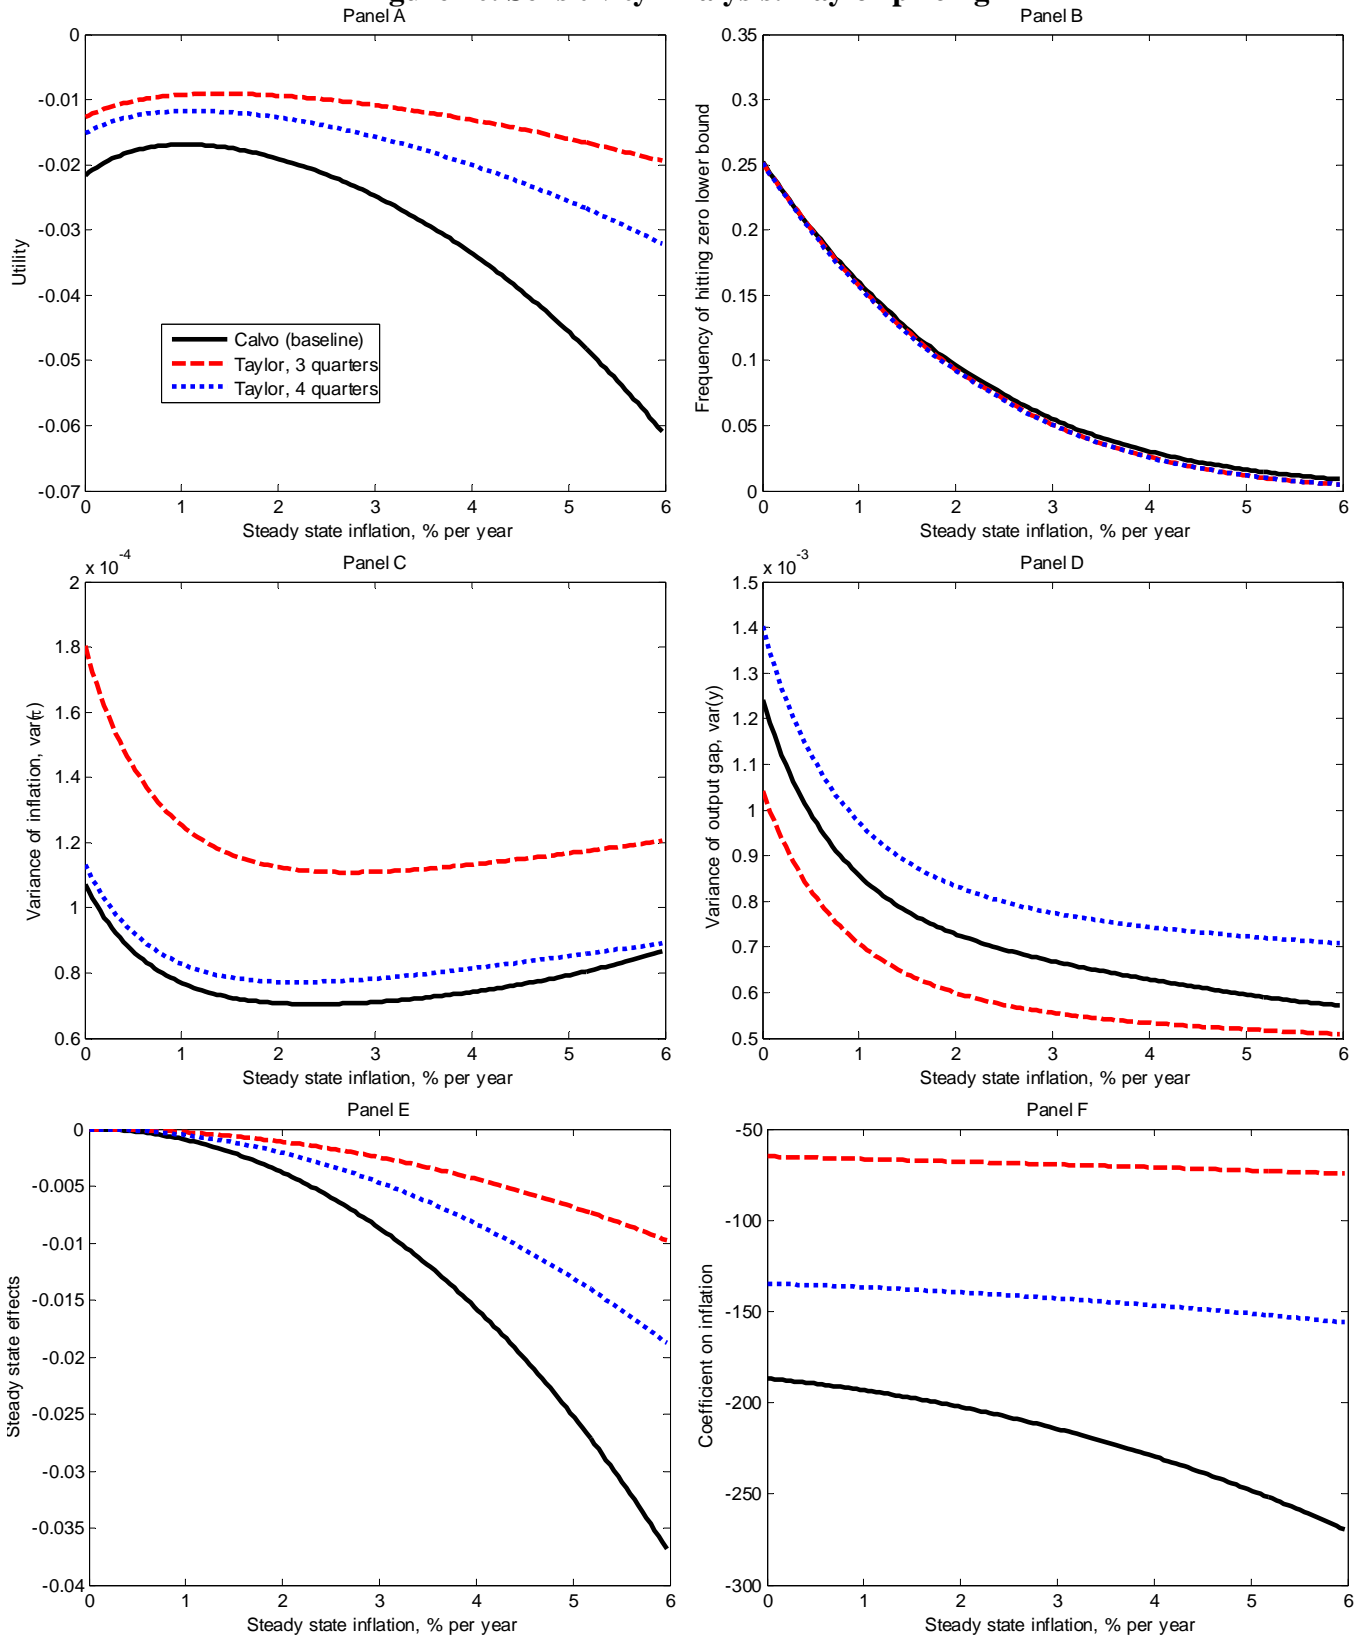 Panel A
0
-0.01
-0.02
-0.03
-0.04
-0.05
-0.06
-0.07
Utility
Calvo (baseline)
Taylor, 3 quarters
Taylor, 4 quarters
0 1 2 3 4 5 6
Steady state inflation, % per year
Panel B
0.35
0.3
0.25
0.2
0.15
0.1
0.05
0
Frequency of hitting zero lower bound
0 1 2 3 4 5 6
Steady state inflation, % per year
Panel C
x 10^-4
2
1.8
1.6
1.4
1.2
1
0.8
0.6
Variance of inflation, var(π)
0 1 2 3 4 5 6
Steady state inflation, % per year
Panel D
x 10^-3
1.5
1.4
1.3
1.2
1.1
1
0.9
0.8
0.7
0.6
0.5
Variance of output gap, var(y)
0 1 2 3 4 5 6
Steady state inflation, % per year
Panel E
0
-0.005
-0.01
-0.015
-0.02
-0.025
-0.03
-0.035
-0.04
Steady state effects
0 1 2 3 4 5 6
Steady state inflation, % per year
Panel F
-50
-100
-150
-200
-250
-300
Coefficient on inflation
0 1 2 3 4 5 6
Steady state inflation, % per year